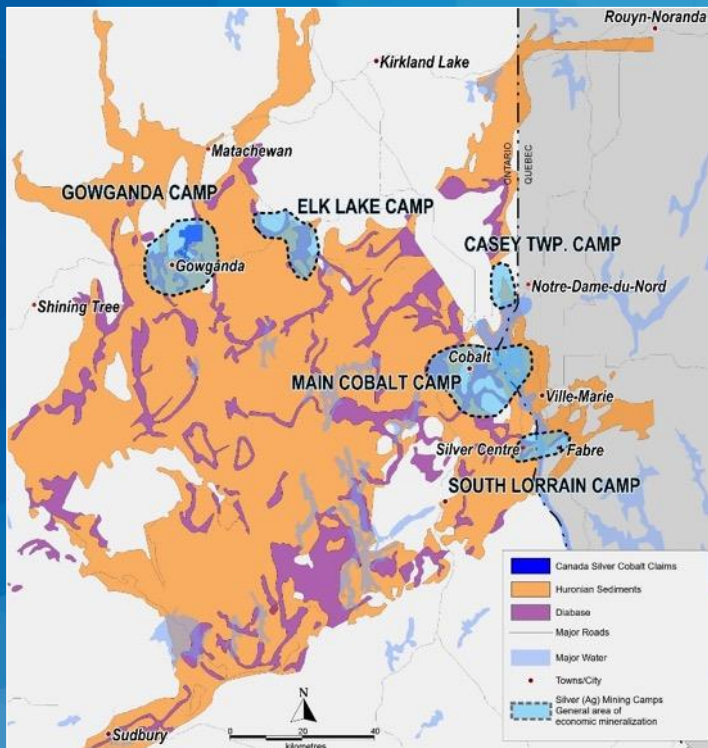 Rouyn-Noranda
Kirkland Lake
Matachewan
ONTARIO
QUEBEC
GOWGANDA CAMP
ELK LAKE CAMP
CASEY TWP. CAMP
Gowganda
Notre-Dame-du-Nord
Shining Tree
Cobalt
MAIN COBALT CAMP
Ville-Marie
Silver Centre
Fabre
SOUTH LORRAIN CAMP
Canada Silver Cobalt Claims
Huronian Sediments
Diabase
Major Roads
Major Water
Towns/City
Silver (Ag) Mining Camps
General area of
economic mineralization
N
Sudbury
0 20 40
kilometres